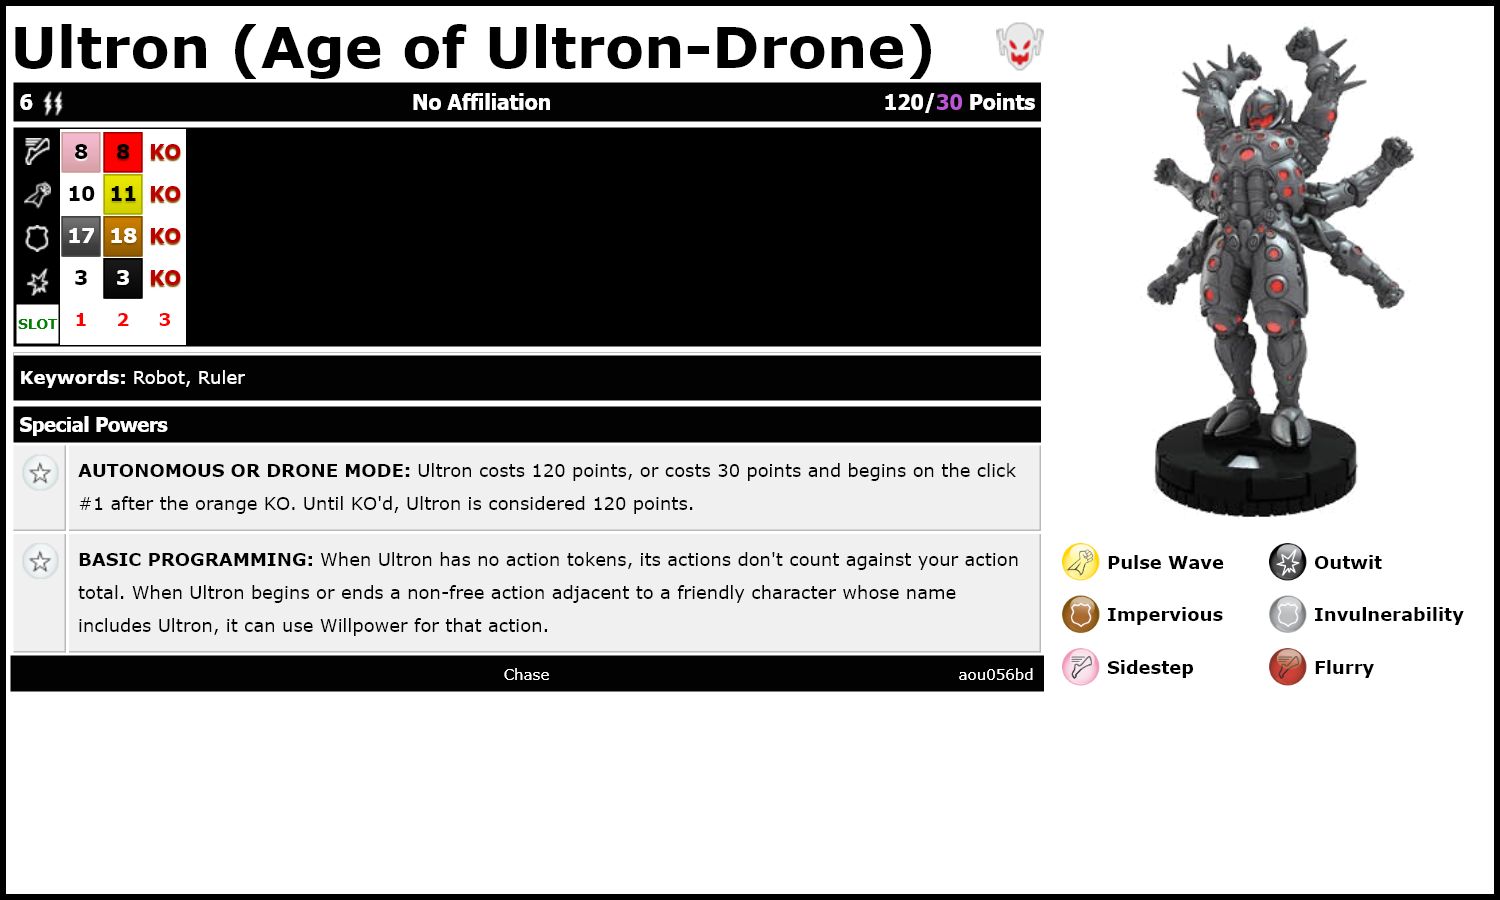 Ultron (Age of Ultron-Drone)
6 No Affiliation 120/30 Points
8 8 KO
10 11 KO
17 18 KO
3 3 KO
SLOT 1 2 3
Keywords: Robot, Ruler
Special Powers
AUTONOMOUS OR DRONE MODE: Ultron costs 120 points, or costs 30 points and begins on the click
#1 after the orange KO. Until KO'd, Ultron is considered 120 points.
BASIC PROGRAMMING: When Ultron has no action tokens, its actions don't count against your action
total. When Ultron begins or ends a non-free action adjacent to a friendly character whose name
includes Ultron, it can use Willpower for that action.
Chase aou056bd
Pulse Wave Outwit
Impervious Invulnerability
Sidestep Flurry